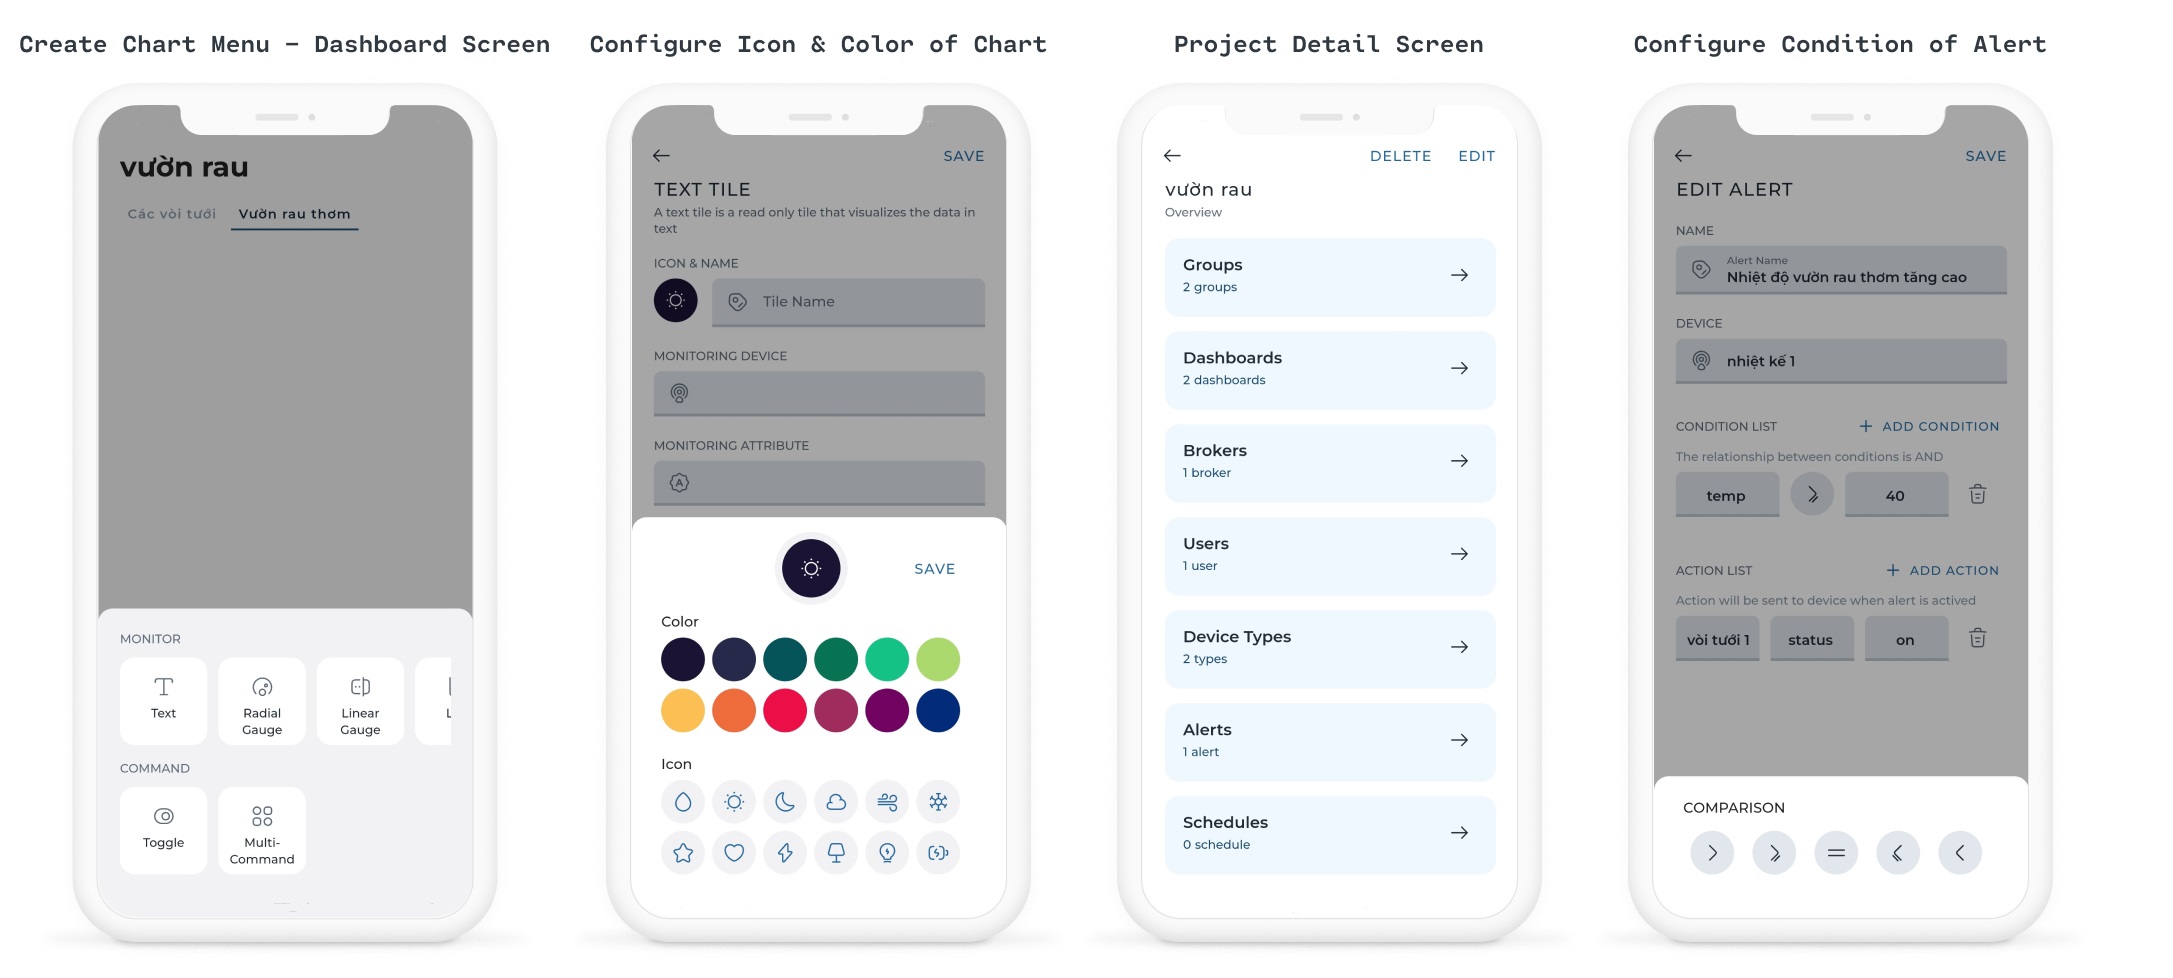 Create Chart Menu – Dashboard Screen
vườn rau
Các vòi tưới Vườn rau thơm
MONITOR
Text
Radial
Gauge
Linear
Gauge
COMMAND
Toggle
Multi-
Command
Configure Icon & Color of Chart
SAVE
TEXT TILE
A text tile is a read only tile that visualizes the data in
text
ICON & NAME
Tile Name
MONITORING DEVICE
MONITORING ATTRIBUTE
A
SAVE
Color
Icon
Project Detail Screen
DELETE EDIT
vườn rau
Overview
Groups
2 groups
Dashboards
2 dashboards
Brokers
1 broker
Users
1 user
Device Types
2 types
Alerts
1 alert
Schedules
0 schedule
Configure Condition of Alert
SAVE
EDIT ALERT
NAME
Alert Name
Nhiệt độ vườn rau thơm tăng cao
DEVICE
nhiệt kế 1
CONDITION LIST + ADD CONDITION
The relationship between conditions is AND
temp 40
ACTION LIST + ADD ACTION
Action will be sent to device when alert is actived
vòi tưới 1 status on
COMPARISON